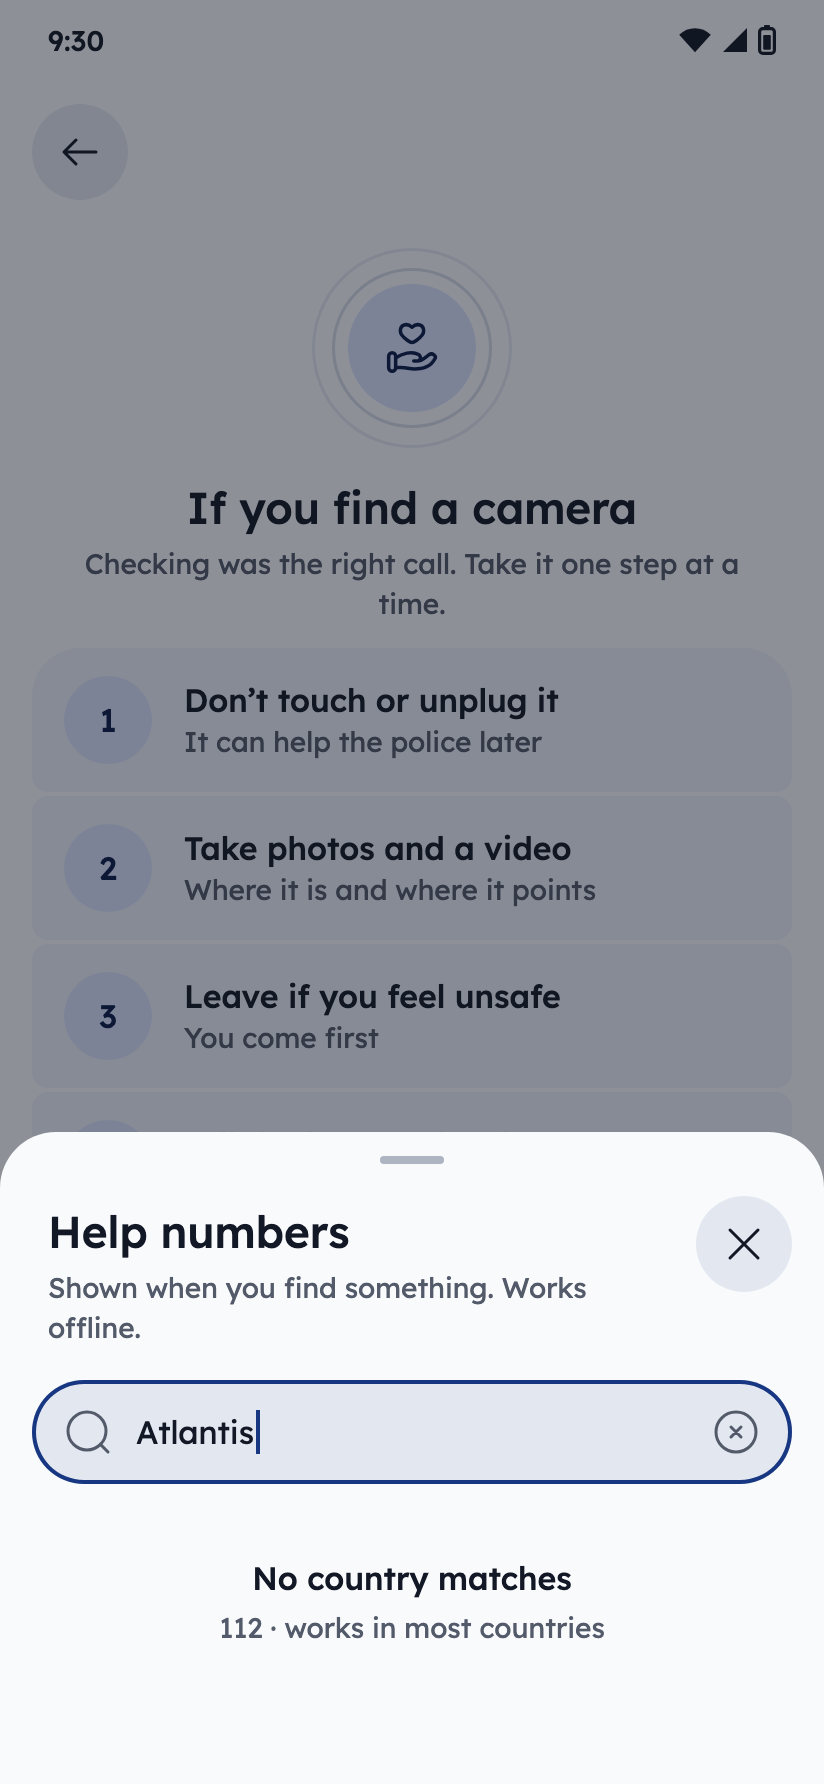 9:30
If you find a camera
Checking was the right call. Take it one step at a
time.
1
Don’t touch or unplug it
It can help the police later
2
Take photos and a video
Where it is and where it points
3
Leave if you feel unsafe
You come first
Help numbers
Shown when you find something. Works
offline.
Atlantis
No country matches
112 · works in most countries